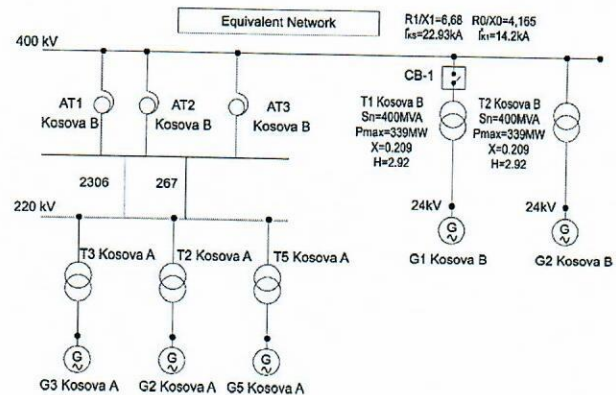 Equivalent Network
R1/X1=6,68 R0/X0=4,165
I"KS=22.93kA I"K1=14.2kA
400 kV
CB-1
AT1
Kosova B
AT2
Kosova B
AT3
Kosova B
T1 Kosova B
Sn=400MVA
Pmax=339MW
X=0.209
H=2.92
T2 Kosova B
Sn=400MVA
Pmax=339MW
X=0.209
H=2.92
2306
267
220 kV
24kV
24kV
G
G
G1 Kosova B
G2 Kosova B
T3 Kosova A
T2 Kosova A
T5 Kosova A
G
G
G
G3 Kosova A
G2 Kosova A
G5 Kosova A